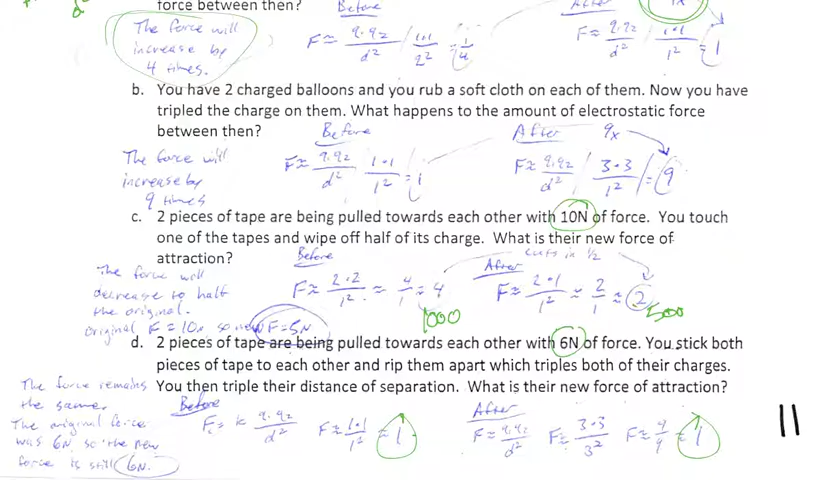 force between then?
Before
After
The force will
increase by
4 times.
F≈ q₁q₂/d² / 1·1/2² = 1/4
F≈ q₁q₂/d² / 1·1/1² = 1
4x
b. You have 2 charged balloons and you rub a soft cloth on each of them. Now you have
tripled the charge on them. What happens to the amount of electrostatic force
between then?
Before
After
9x
The force will
increase by
9 times
F≈ q₁q₂/d² / 1·1/1² = 1
F≈ q₁q₂/d² / 3·3/1² = 9
c. 2 pieces of tape are being pulled towards each other with 10N of force. You touch
one of the tapes and wipe off half of its charge. What is their new force of
attraction?
Before
After
cuts in ½
The force will
decrease to half
the original.
original F = 10N so new F=5N
F≈ 2·2/1² ≈ 4/1 = 4
F≈ 2·1/1² ≈ 2/1 ≈ 2
1000
500
d. 2 pieces of tape are being pulled towards each other with 6N of force. You stick both
pieces of tape to each other and rip them apart which triples both of their charges.
You then triple their distance of separation. What is their new force of attraction?
The force remains
the same.
The original force
was 6N so the new
force is still 6N.
Before
Fₑ = k q₁q₂/d² F≈ 1·1/1² = 1
After
F≈ q₁q₂/d² F≈ 3·3/3² F≈ 9/9 = 1
11